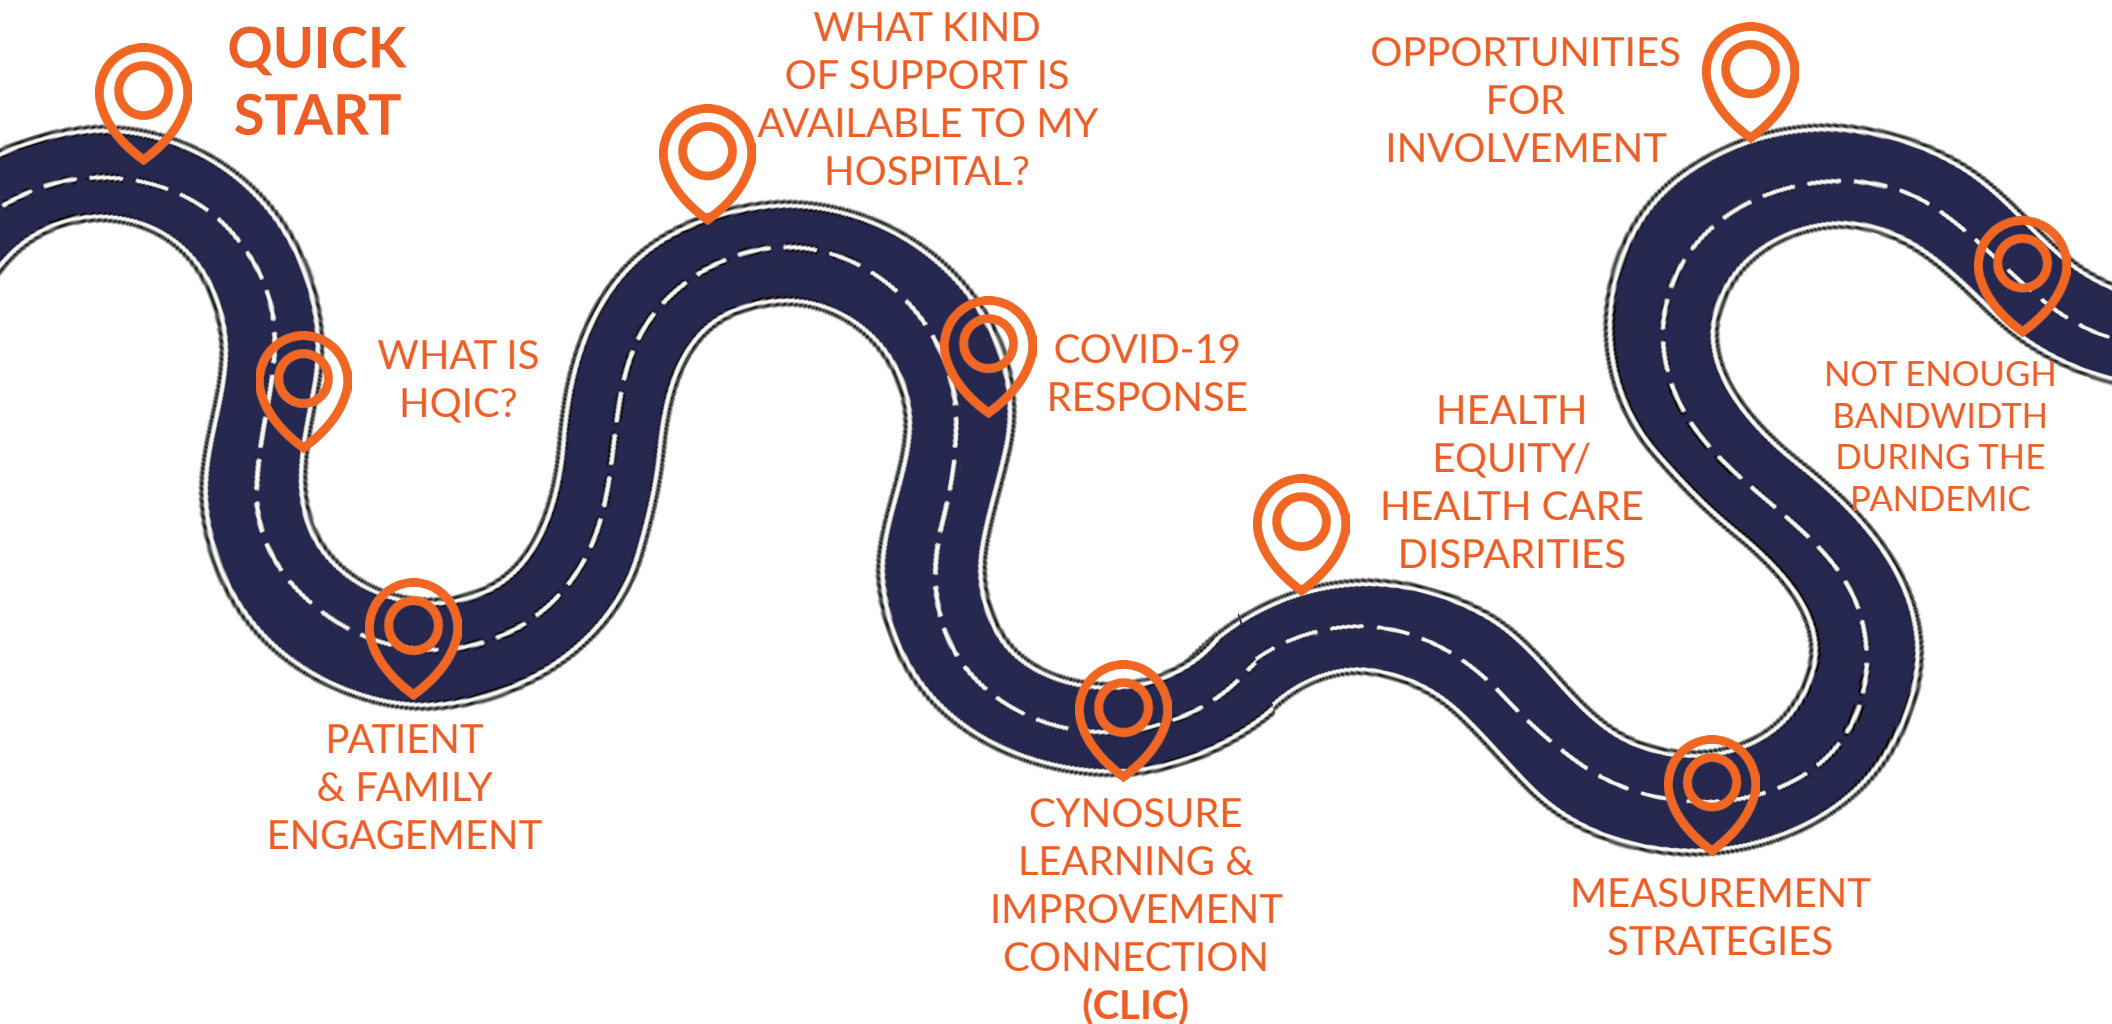 QUICK
START
WHAT IS
HQIC?
PATIENT
& FAMILY
ENGAGEMENT
WHAT KIND
OF SUPPORT IS
AVAILABLE TO MY
HOSPITAL?
COVID-19
RESPONSE
CYNOSURE
LEARNING &
IMPROVEMENT
CONNECTION
(CLIC)
HEALTH
EQUITY/
HEALTH CARE
DISPARITIES
MEASUREMENT
STRATEGIES
OPPORTUNITIES
FOR
INVOLVEMENT
NOT ENOUGH
BANDWIDTH
DURING THE
PANDEMIC